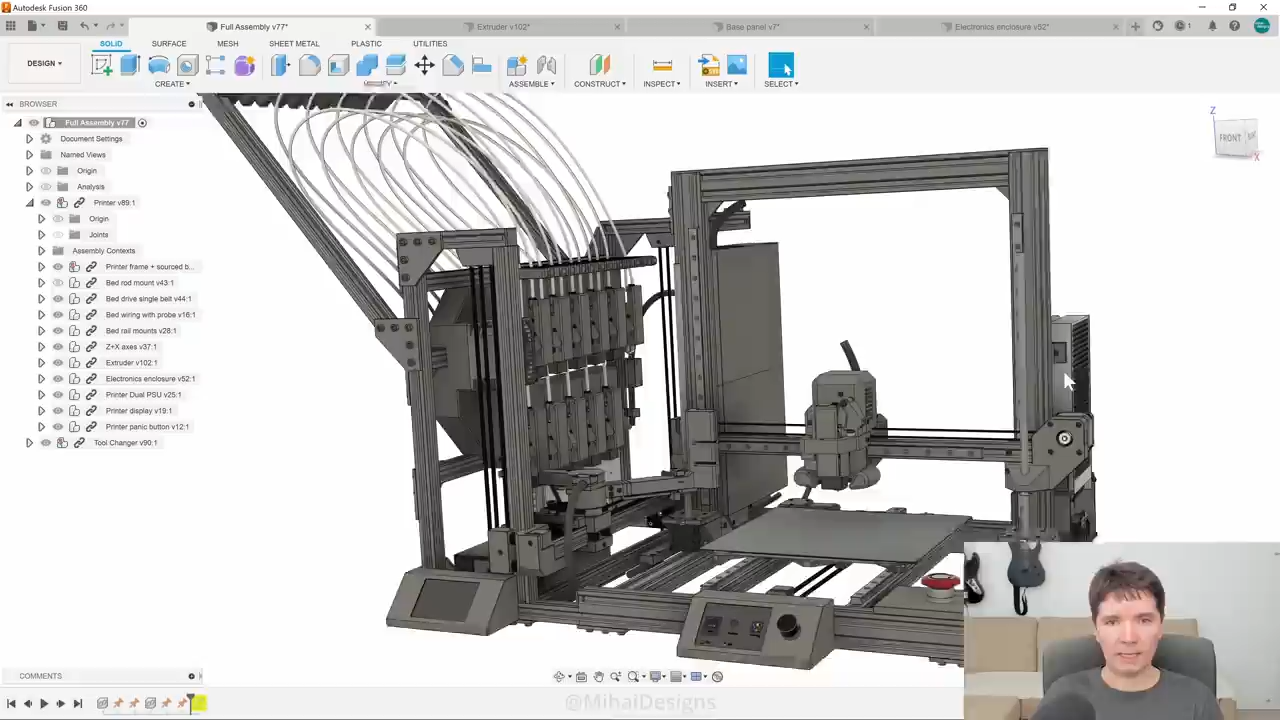 Autodesk Fusion 360
Full Assembly v77*
Extruder v102*
Base panel v7*
Electronics enclosure v52*
1
SOLID
SURFACE
MESH
SHEET METAL
PLASTIC
UTILITIES
DESIGN
CREATE
MODIFY
ASSEMBLE
CONSTRUCT
INSPECT
INSERT
SELECT
BROWSER
Full Assembly v77
Document Settings
Named Views
Origin
Analysis
Printer v89:1
Origin
Joints
Assembly Contexts
Printer frame + sourced b...
Bed rod mount v43:1
Bed drive single belt v44:1
Bed wiring with probe v16:1
Bed rail mounts v28:1
Z+X axes v37:1
Extruder v102:1
Electronics enclosure v52:1
Printer Dual PSU v25:1
Printer display v19:1
Printer panic button v12:1
Tool Changer v90:1
Z
FRONT
X
COMMENTS
@MihaiDesigns